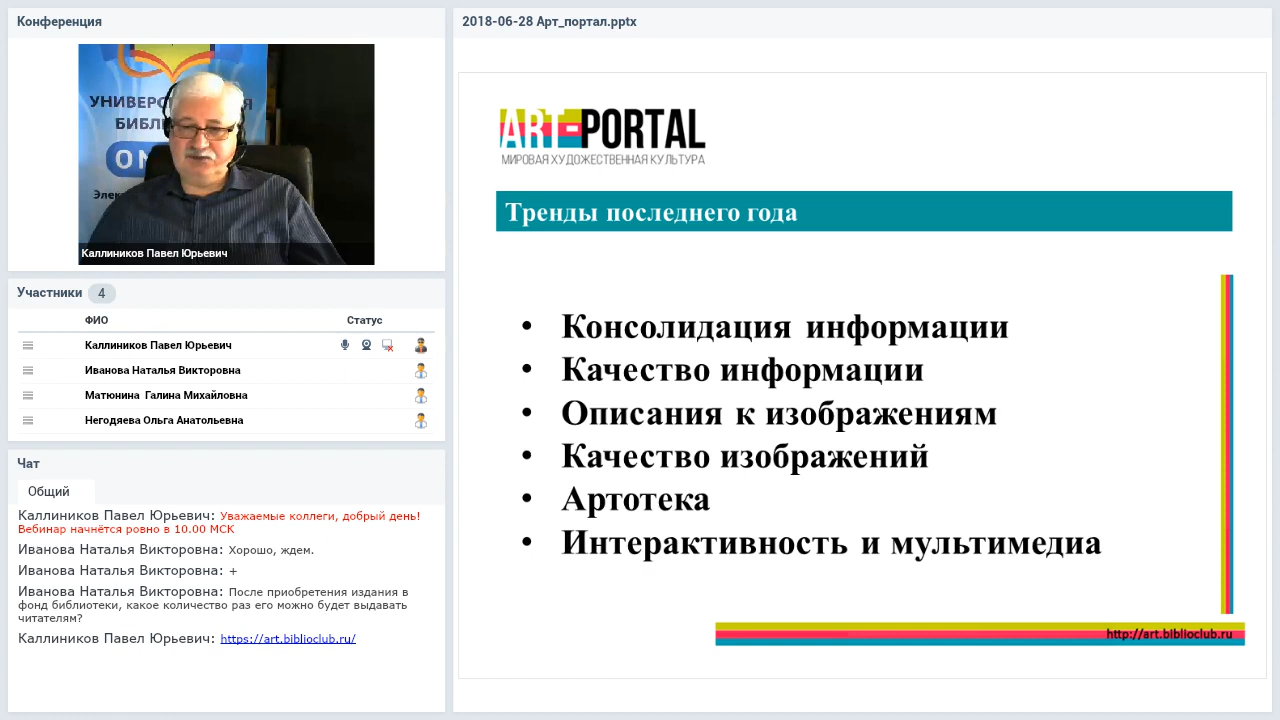 Конференция
УНИВЕРС
БИБЛ
Каллиников Павел Юрьевич
Участники 4
ФИО Статус
Каллиников Павел Юрьевич
Иванова Наталья Викторовна
Матюнина Галина Михайловна
Негодяева Ольга Анатольевна
Чат
Общий
Каллиников Павел Юрьевич: Уважаемые коллеги, добрый день!
Вебинар начнётся ровно в 10.00 МСК
Иванова Наталья Викторовна: Хорошо, ждем.
Иванова Наталья Викторовна: +
Иванова Наталья Викторовна: После приобретения издания в
фонд библиотеки, какое количество раз его можно будет выдавать
читателям?
Каллиников Павел Юрьевич: https://art.biblioclub.ru/
2018-06-28 Арт_портал.pptx
ART-PORTAL
МИРОВАЯ ХУДОЖЕСТВЕННАЯ КУЛЬТУРА
Тренды последнего года
• Консолидация информации
• Качество информации
• Описания к изображениям
• Качество изображений
• Артотека
• Интерактивность и мультимедиа
http://art.biblioclub.ru